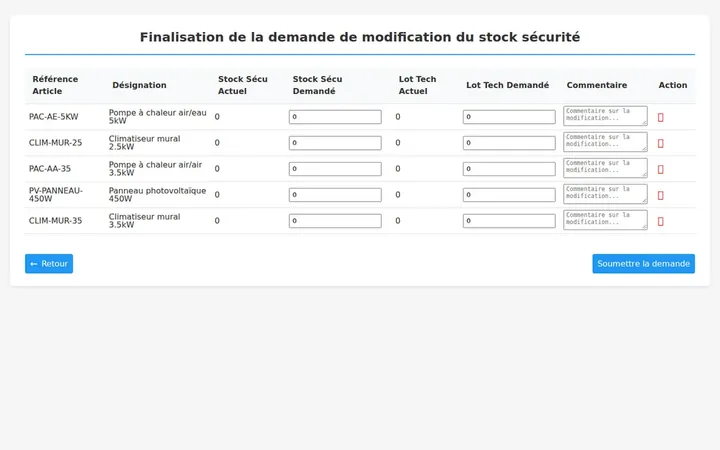 Finalisation de la demande de modification du stock sécurité
Référence Article
Désignation
Stock Sécu Actuel
Stock Sécu Demandé
Lot Tech Actuel
Lot Tech Demandé
Commentaire
Action
PAC-AE-5KW
Pompe à chaleur air/eau 5kW
0
0
0
0
Commentaire sur la modification...
CLIM-MUR-25
Climatiseur mural 2.5kW
0
0
0
0
Commentaire sur la modification...
PAC-AA-35
Pompe à chaleur air/air 3.5kW
0
0
0
0
Commentaire sur la modification...
PV-PANNEAU-450W
Panneau photovoltaïque 450W
0
0
0
0
Commentaire sur la modification...
CLIM-MUR-35
Climatiseur mural 3.5kW
0
0
0
0
Commentaire sur la modification...
← Retour
Soumettre la demande